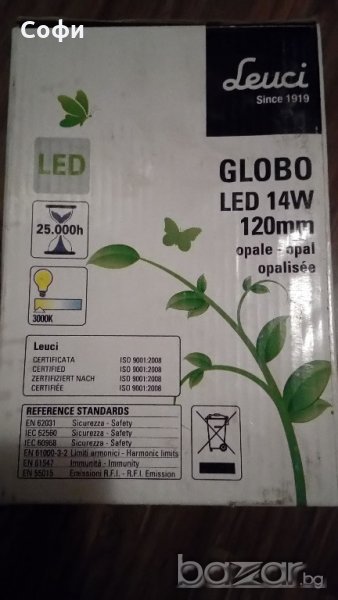 Софи
Leuci
Since 1919
LED
GLOBO
LED 14W
120mm
opale - opal
opalisée
25.000h
3000K
Leuci
CERTIFICATA ISO 9001:2008
CERTIFIED ISO 9001:2008
ZERTIFIZIERT NACH ISO 9001:2008
CERTIFIÉE ISO 9001:2008
REFERENCE STANDARDS
EN 62031 Sicurezza - Safety
IEC 62560 Sicurezza - Safety
IEC 60968 Sicurezza - Safety
EN 61000-3-2 Limiti armonici - Harmonic limits
EN 61547 Immunità - Immunity
EN 55015 Emissioni R.F.I. - R.F.I. Emission
bazar.bg